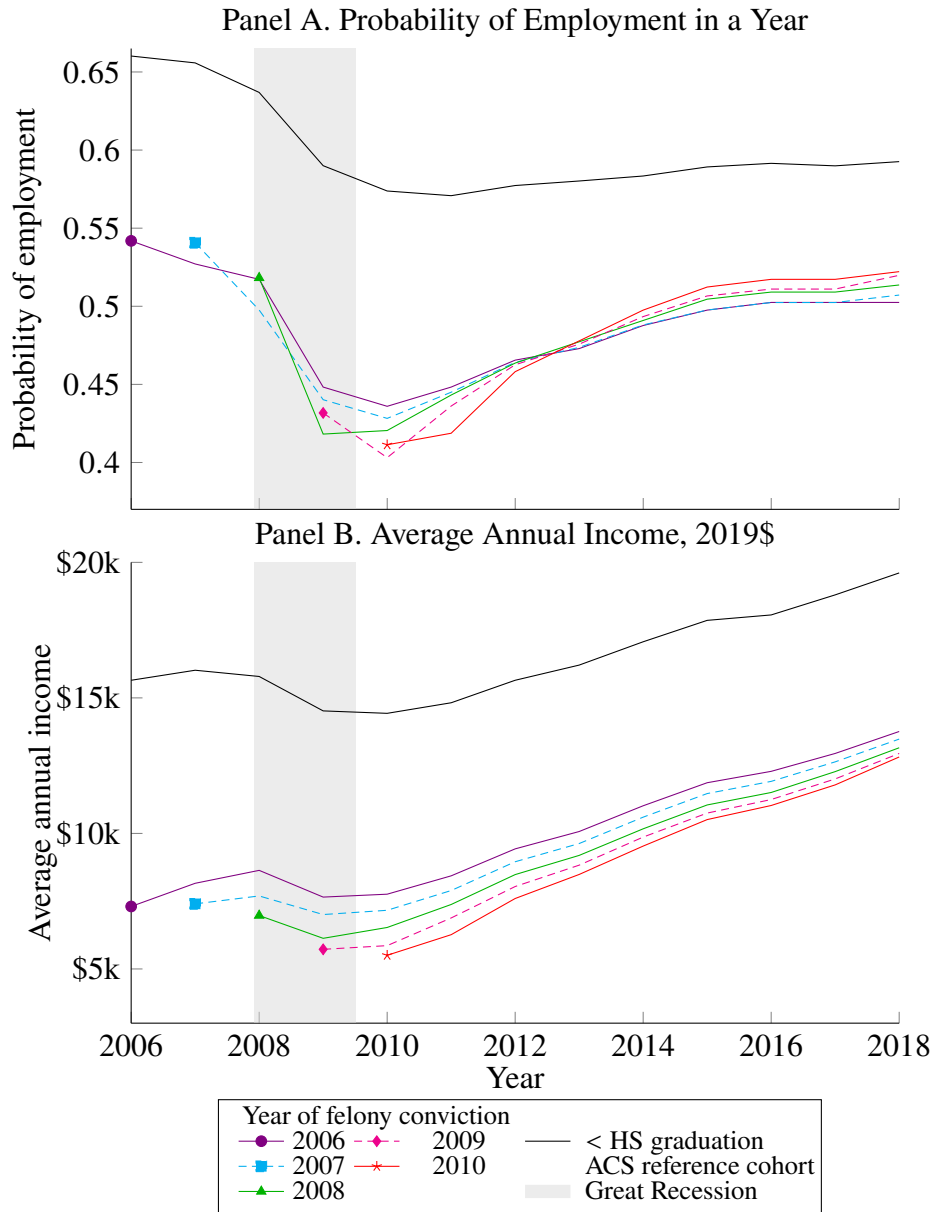 Panel A. Probability of Employment in a Year
Probability of employment
0.65
0.6
0.55
0.5
0.45
0.4
Panel B. Average Annual Income, 2019$
Average annual income
$20k
$15k
$10k
$5k
2006 2008 2010 2012 2014 2016 2018
Year
Year of felony conviction
2006 2009 < HS graduation
2007 2010 ACS reference cohort
2008 Great Recession